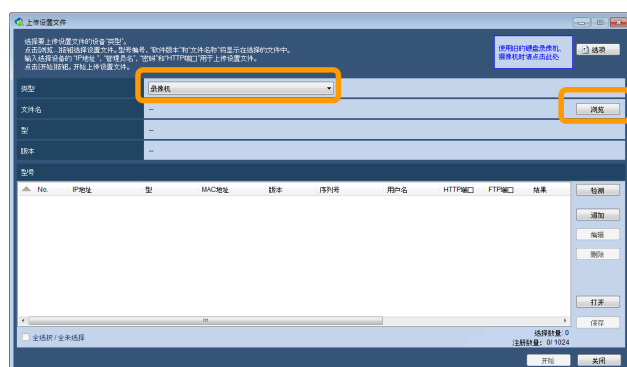 上传设置文件
选择要上传设置文件的设备"类型"。
点击[浏览...]按钮选择设置文件。型号编号，"软件版本"和"文件名称"将显示在选择的文件中。
输入选择设备的"IP地址"，"管理员名"，"密码"和"HTTP端口"用于上传设置文件。
点击[开始]按钮。开始上传设置文件。
使用旧的硬盘录像机、
摄像机时请点击此处
选项
类型
录像机
文件名
--
浏览
型
--
版本
--
型号
No. IP地址 型 MAC地址 版本 序列号 用户名 HTTP端口 FTP端口 结果
检测
追加
编辑
删除
打开
保存
全选択 / 全未选择
选择数量: 0
注册数量: 0/ 1024
开始
关闭